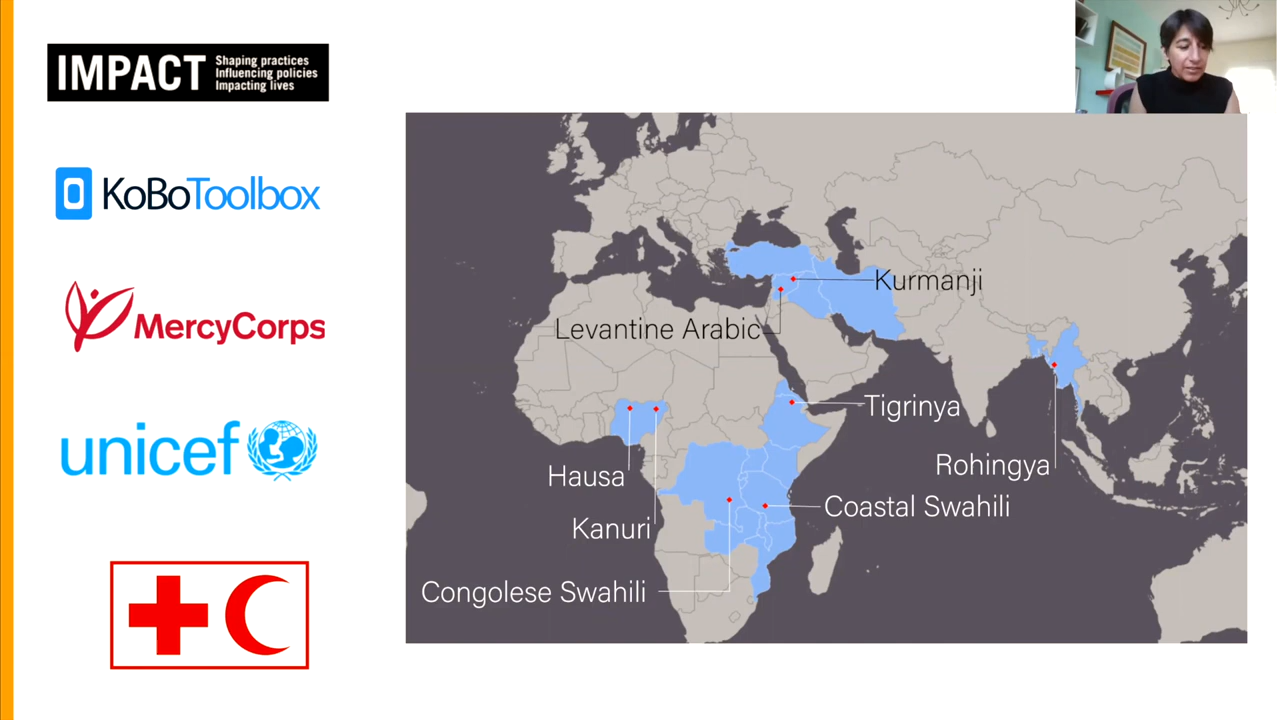 IMPACT
Shaping practices
Influencing policies
Impacting lives
KoBoToolbox
MercyCorps
unicef
Kurmanji
Levantine Arabic
Tigrinya
Rohingya
Hausa
Coastal Swahili
Kanuri
Congolese Swahili